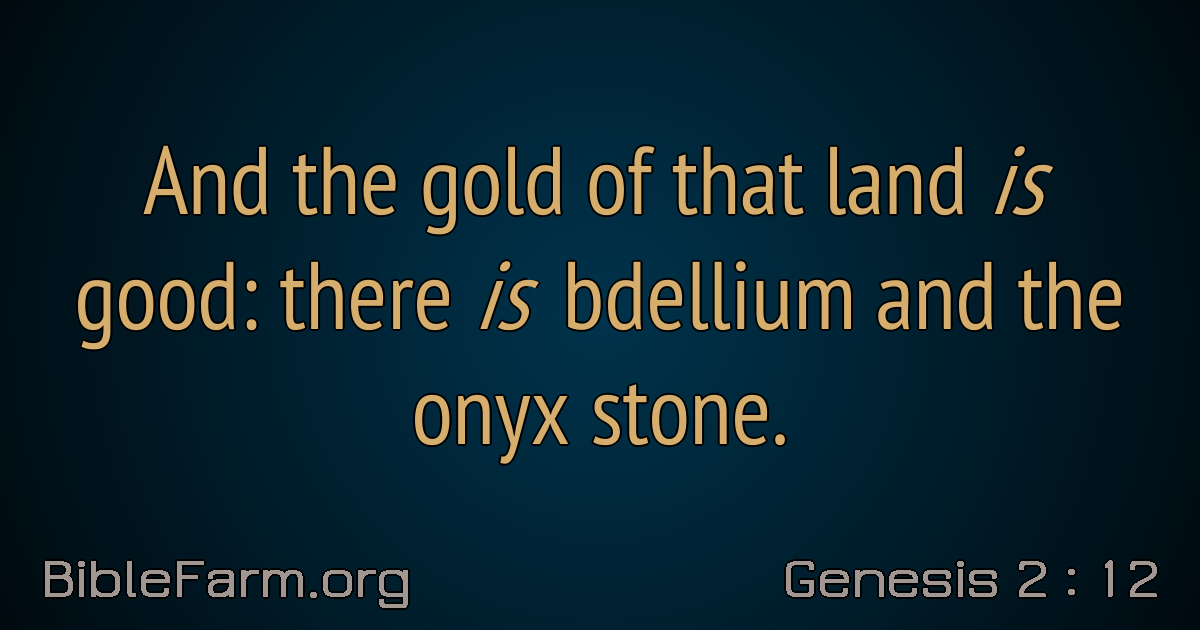 And the gold of that land is
good: there is bdellium and the
onyx stone.
BibleFarm.org
Genesis 2 : 12